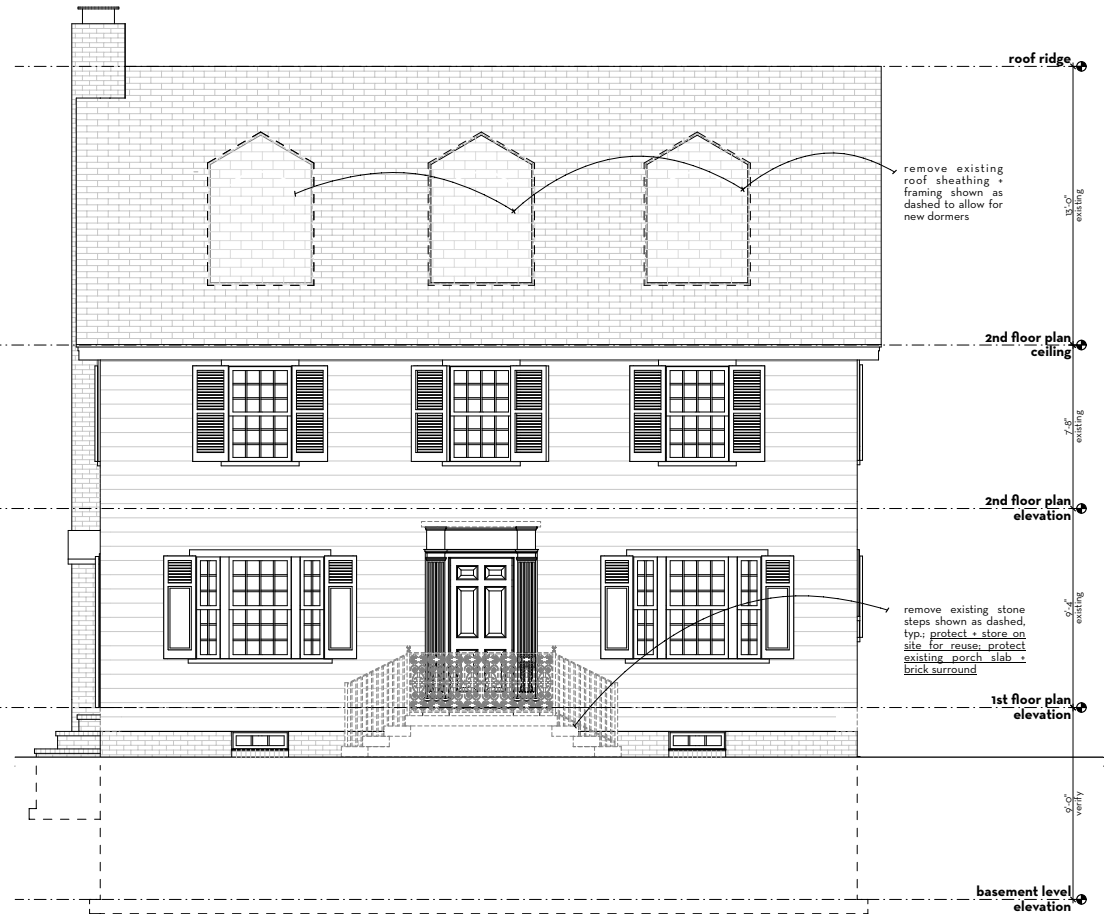 roof ridge
remove existing
roof sheathing +
framing shown as
dashed to allow for
new dormers
13'-0"
existing
2nd floor plan
ceiling
7'-8"
existing
2nd floor plan
elevation
9'-4"
existing
remove existing stone
steps shown as dashed,
typ.; protect + store on
site for reuse; protect
existing porch slab +
brick surround
1st floor plan
elevation
9'-0"
verify
basement level
elevation